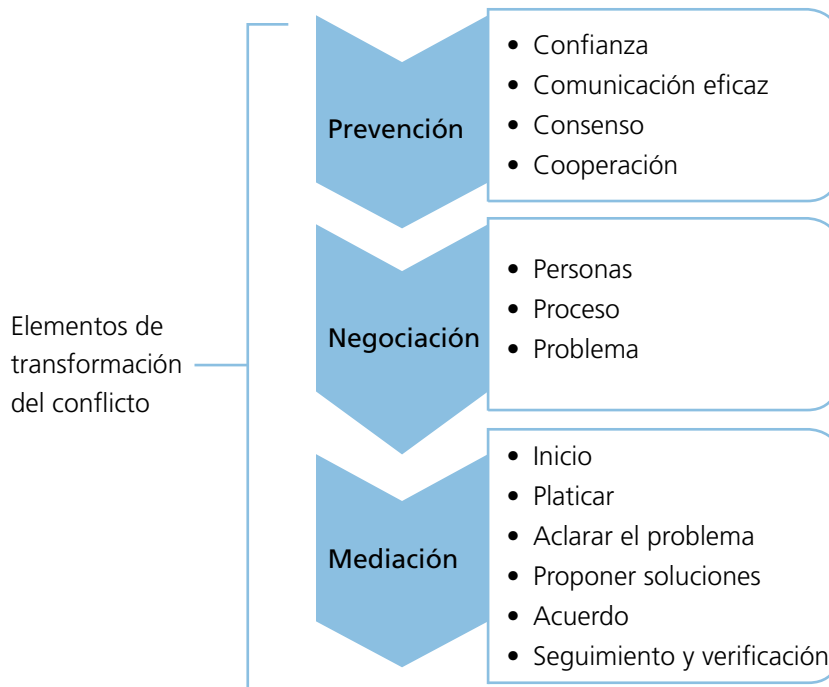 Elementos de
transformación
del conflicto
Prevención
• Confianza
• Comunicación eficaz
• Consenso
• Cooperación
Negociación
• Personas
• Proceso
• Problema
Mediación
• Inicio
• Platicar
• Aclarar el problema
• Proponer soluciones
• Acuerdo
• Seguimiento y verificación